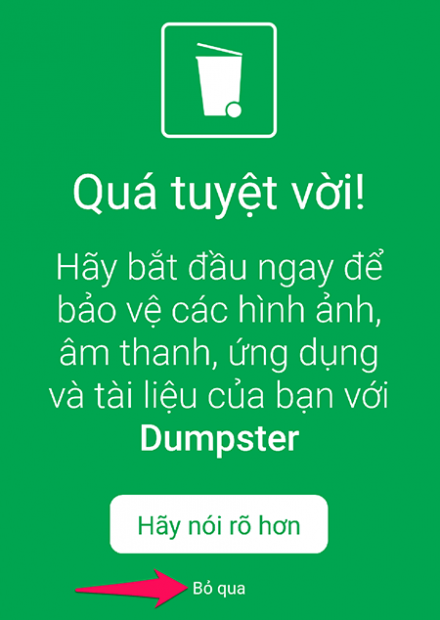 Quá tuyệt vời!
Hãy bắt đầu ngay để
bảo vệ các hình ảnh,
âm thanh, ứng dụng
và tài liệu của bạn với
Dumpster
Hãy nói rõ hơn
Bỏ qua